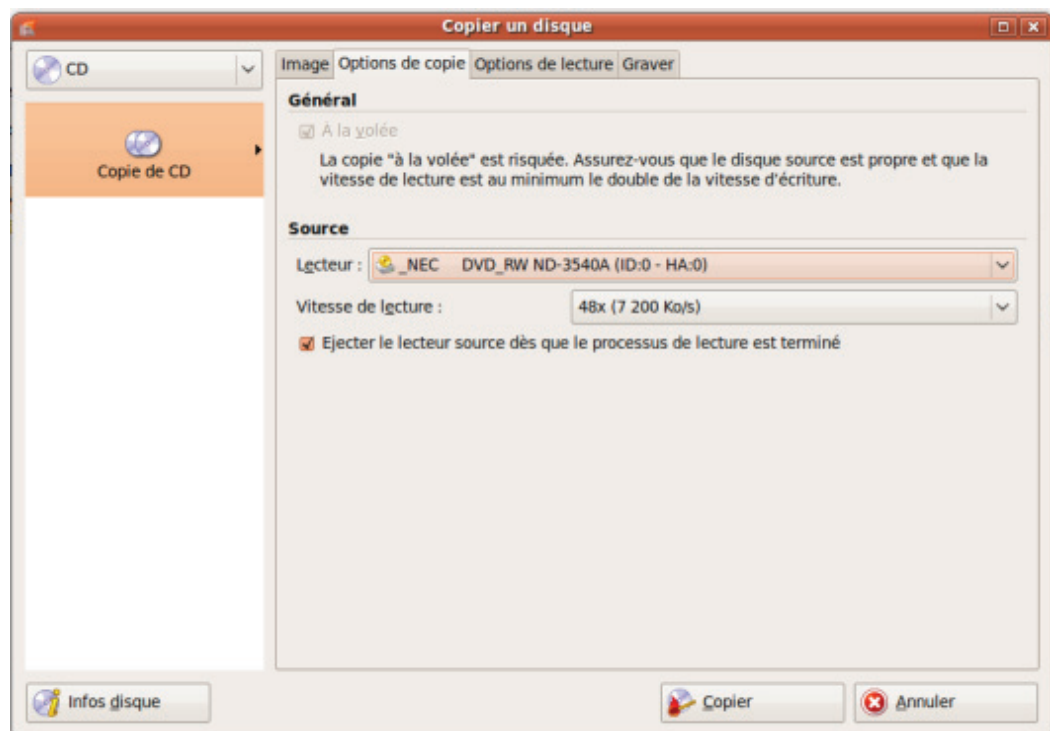 Copier un disque
CD
Copie de CD
Image Options de copie Options de lecture Graver
Général
À la volée
La copie "à la volée" est risquée. Assurez-vous que le disque source est propre et que la
vitesse de lecture est au minimum le double de la vitesse d'écriture.
Source
Lecteur : _NEC DVD_RW ND-3540A (ID:0 - HA:0)
Vitesse de lecture : 48x (7 200 Ko/s)
Ejecter le lecteur source dès que le processus de lecture est terminé
Infos disque
Copier
Annuler